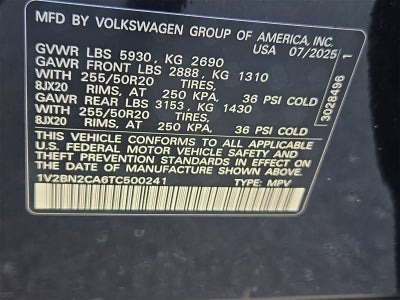 MFD BY VOLKSWAGEN GROUP OF AMERICA, INC.
USA 07/2025 1
GVWR LBS 5930, KG 2690
GAWR FRONT LBS 2888, KG 1310
WITH 255/50R20 TIRES,
8JX20 RIMS, AT 250 KPA, 36 PSI COLD
GAWR REAR LBS 3153, KG 1430
WITH 255/50R20 TIRES,
8JX20 RIMS, AT 250 KPA, 36 PSI COLD
THIS VEHICLE CONFORMS TO ALL APPLICABLE
U.S. FEDERAL MOTOR VEHICLE SAFETY AND
THEFT PREVENTION STANDARDS IN EFFECT ON
THE DATE OF MANUFACTURE SHOWN ABOVE.
1V2BN2CA6TC500241 TYPE: MPV
3028496